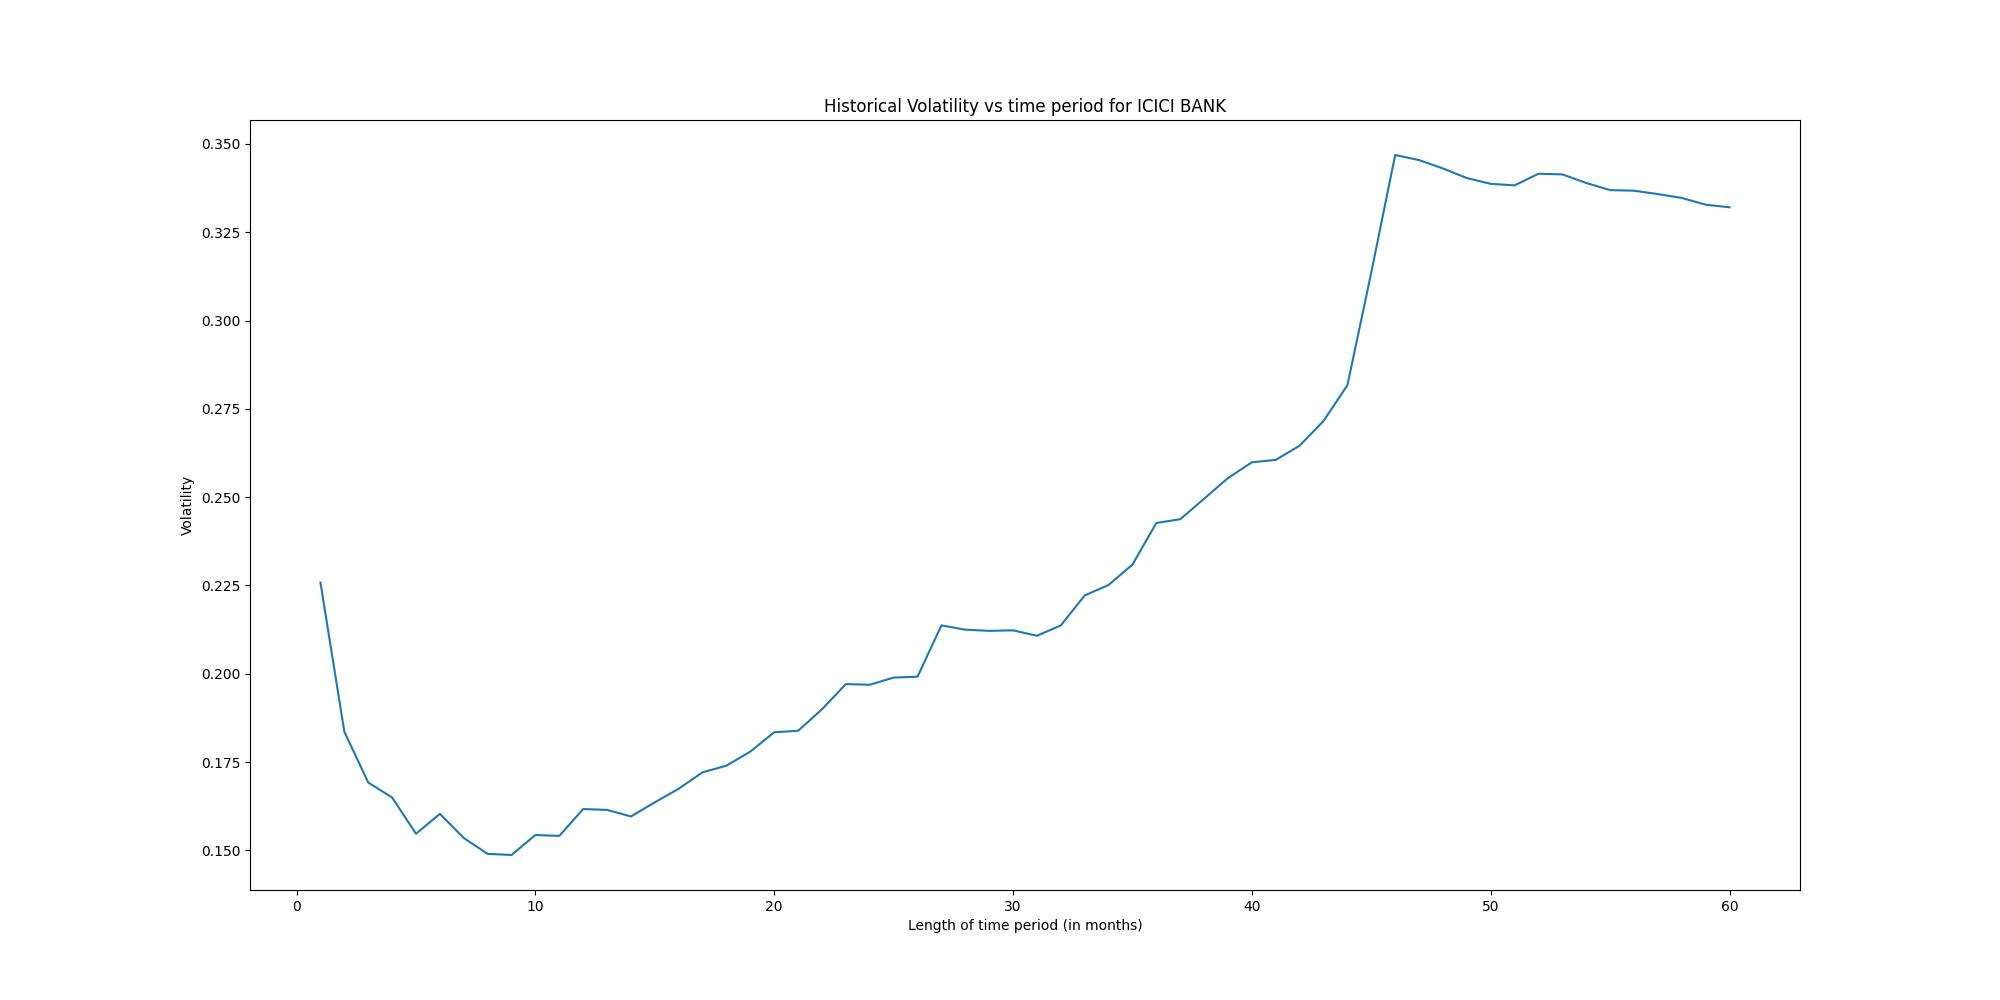 Historical Volatility vs time period for ICICI BANK
0.350
0.325
0.300
0.275
0.250
0.225
0.200
0.175
0.150
Volatility
0 10 20 30 40 50 60
Length of time period (in months)